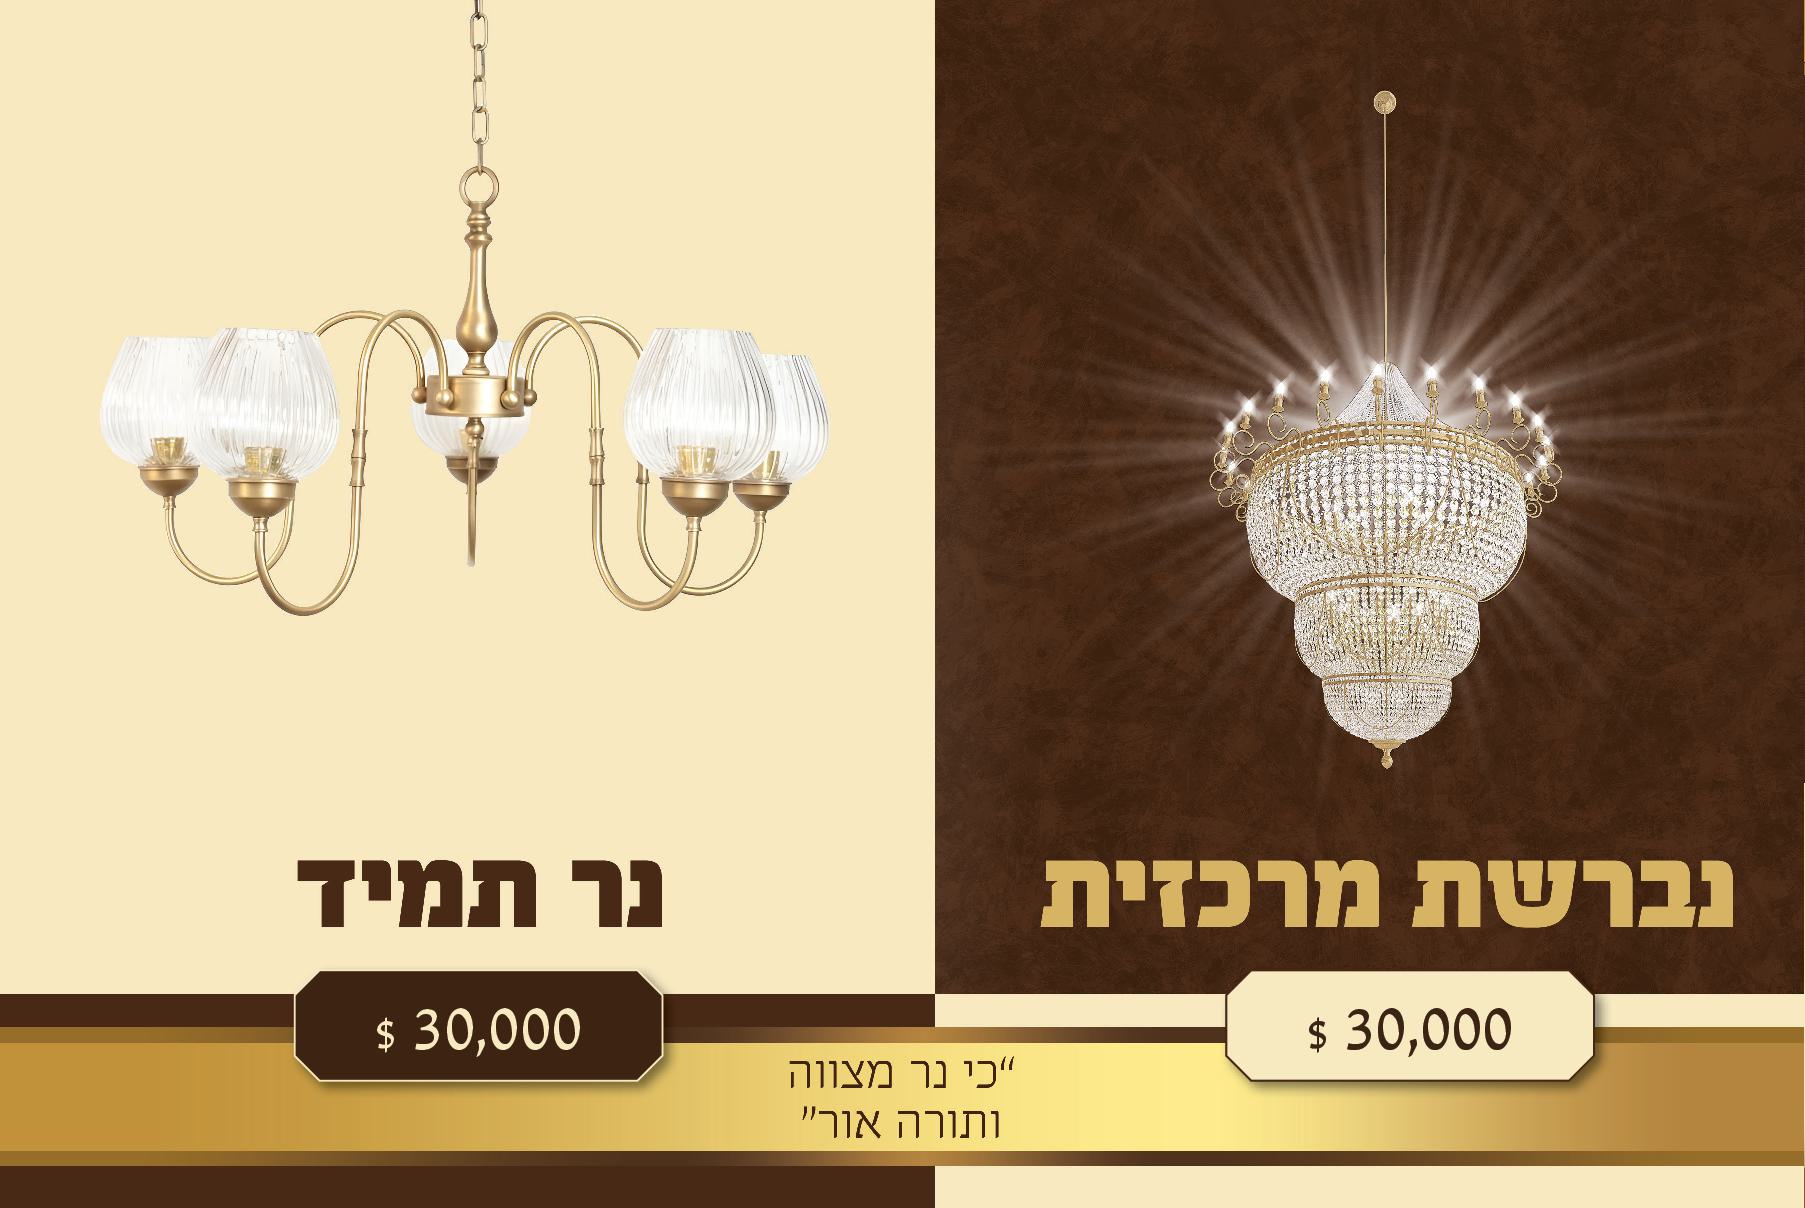 נברשת מרכזית
$ 30,000
נר תמיד
$ 30,000
"כי נר מצווה
ותורה אור"